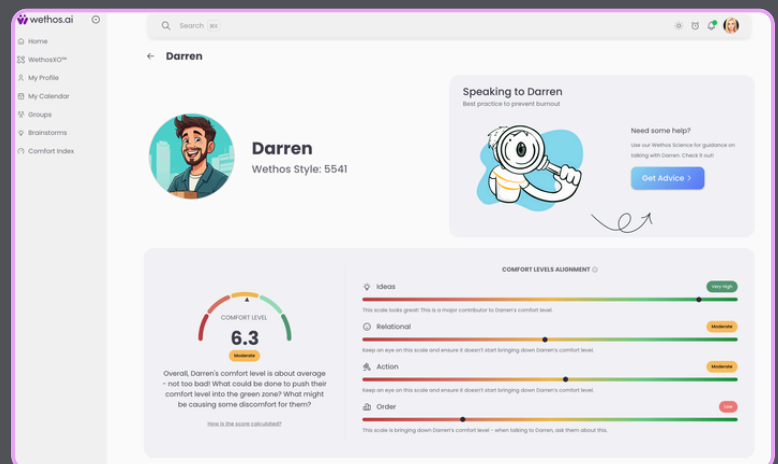 wethos.ai
Search ⌘K
Home
WethosXO™
My Profile
My Calendar
Groups
Brainstorms
Comfort Index
← Darren
Darren
Wethos Style: 5541
Speaking to Darren
Best practice to prevent burnout
Need some help?
Use our Wethos Science for guidance on
talking with Darren. Check it out!
Get Advice >
COMFORT LEVEL
6.3
Moderate
Overall, Darren's comfort level is about average
- not too bad! What could be done to push their
comfort level into the green zone? What might
be causing some discomfort for them?
How is the score calculated?
COMFORT LEVELS ALIGNMENT
Ideas Very High
This scale looks great! This is a major contributor to Darren's comfort level.
Relational Moderate
Keep an eye on this scale and ensure it doesn't start bringing down Darren's comfort level.
Action Moderate
Keep an eye on this scale and ensure it doesn't start bringing down Darren's comfort level.
Order Low
This scale is bringing down Darren's comfort level - when talking to Darren, ask them about this.